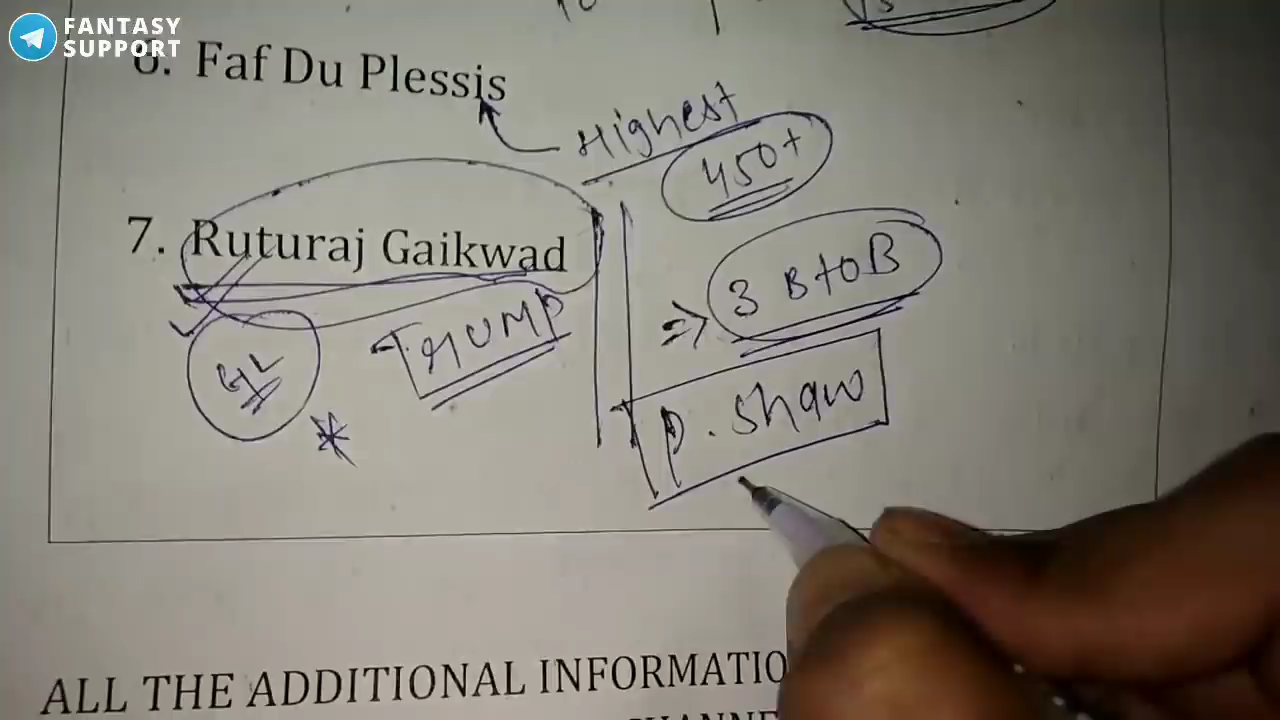 FANTASY
SUPPORT
6. Faf Du Plessis
Highest
450+
7. Ruturaj Gaikwad
3 BtoB
TRUMP
GL
P. Shaw
ALL THE ADDITIONAL INFORMATIO